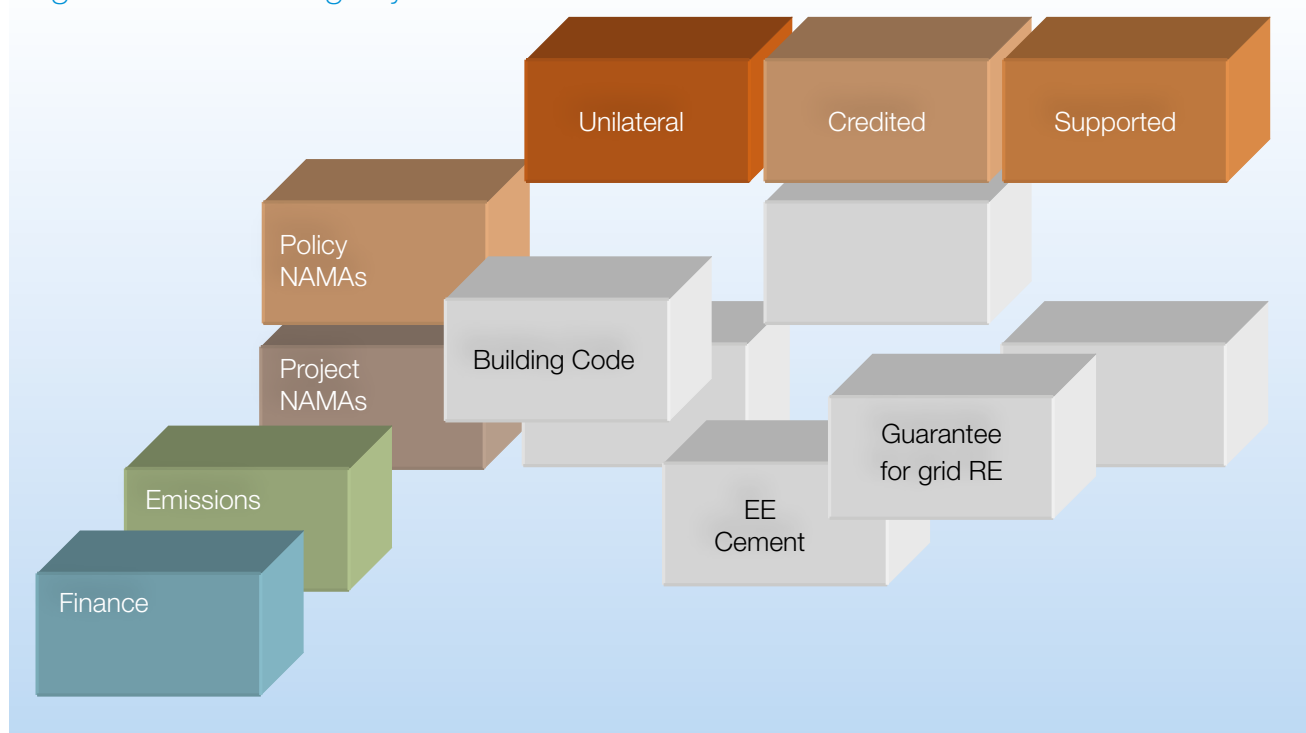 Unilateral
Credited
Supported
Policy
NAMAs
Building Code
Project
NAMAs
Guarantee
for grid RE
Emissions
EE
Cement
Finance